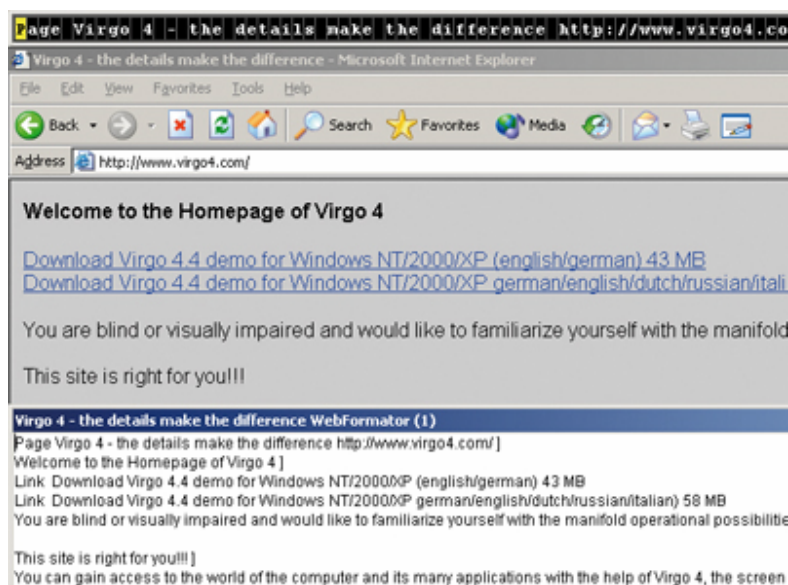 Page Virgo 4 - the details make the difference http://www.virgo4.co
Virgo 4 - the details make the difference - Microsoft Internet Explorer
File Edit View Favorites Tools Help
Back Search Favorites Media
Address http://www.virgo4.com/
Welcome to the Homepage of Virgo 4
Download Virgo 4.4 demo for Windows NT/2000/XP (english/german) 43 MB
Download Virgo 4.4 demo for Windows NT/2000/XP german/english/dutch/russian/itali
You are blind or visually impaired and would like to familiarize yourself with the manifold
This site is right for you!!!
Virgo 4 - the details make the difference WebFormator (1)
Page Virgo 4 - the details make the difference http://www.virgo4.com/ ]
Welcome to the Homepage of Virgo 4 ]
Link Download Virgo 4.4 demo for Windows NT/2000/XP (english/german) 43 MB
Link Download Virgo 4.4 demo for Windows NT/2000/XP german/english/dutch/russian/italian) 58 MB
You are blind or visually impaired and would like to familiarize yourself with the manifold operational possibilitie
This site is right for you!!! ]
You can gain access to the world of the computer and its many applications with the help of Virgo 4, the screen